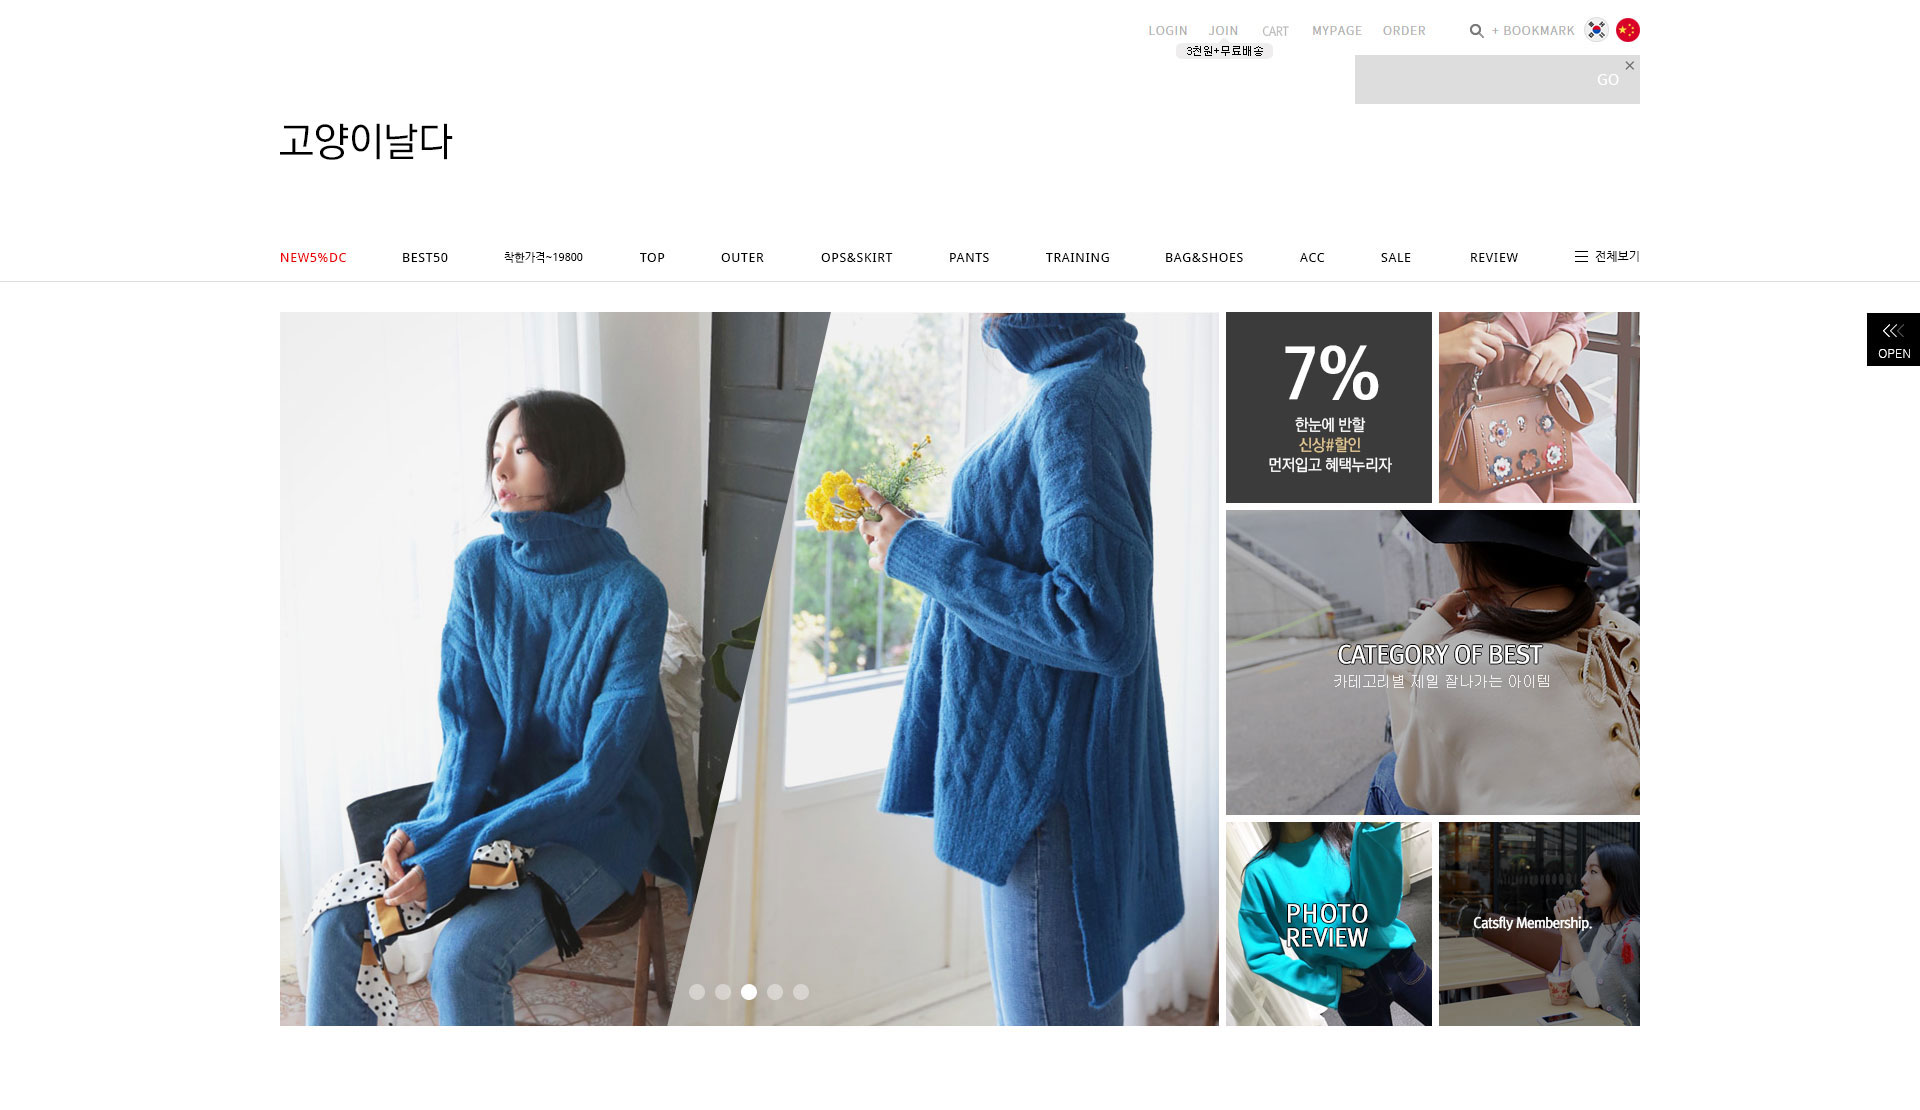 LOGIN JOIN CART MYPAGE ORDER + BOOKMARK
3천원+무료배송
GO
고양이날다
NEW5%DC BEST50 착한가격~19800 TOP OUTER OPS&SKIRT PANTS TRAINING BAG&SHOES ACC SALE REVIEW 전체보기
OPEN
7%
한눈에 반할
신상#할인
먼저입고 혜택누리자
CATEGORY OF BEST
카테고리별 제일 잘나가는 아이템
PHOTO
REVIEW
Catsfly Membership.